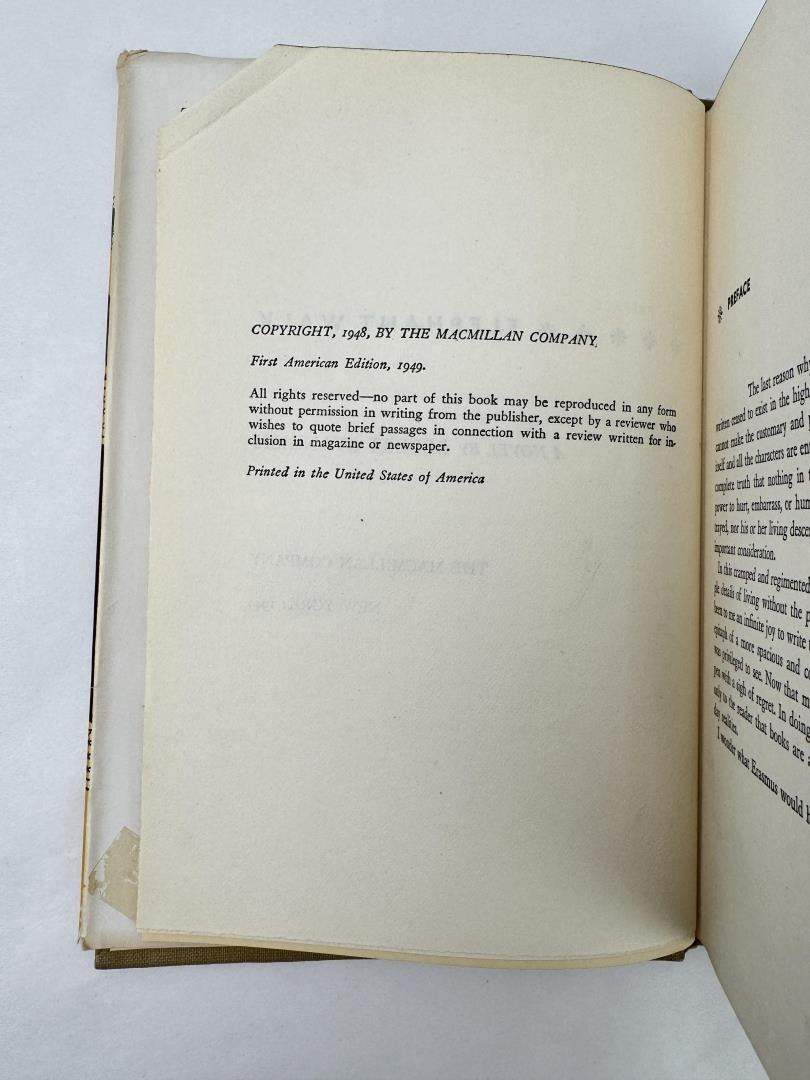 COPYRIGHT, 1948, BY THE MACMILLAN COMPANY.
First American Edition, 1949.
All rights reserved—no part of this book may be reproduced in any form
without permission in writing from the publisher, except by a reviewer who
wishes to quote brief passages in connection with a review written for in-
clusion in magazine or newspaper.
Printed in the United States of America
PREFACE
The last reason why
written ceased to exist in the high
cannot make the customary and
itself and all the characters are
complete truth that nothing in
power to hurt, embarrass, or hum
trayed, nor his or her living desce
important consideration.
In this cramped and regimented
ple details of living without the
been to me an infinite joy to write
epitaph of a more spacious and
was privileged to see. Now that
pen with a sigh of regret. In doing
only to the reader that books are
day realities.
I wonder what Erasmus would